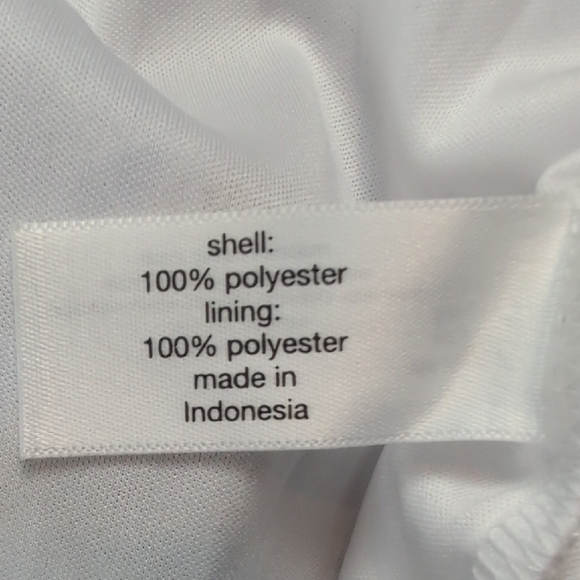 shell:
100% polyester
lining:
100% polyester
made in
Indonesia